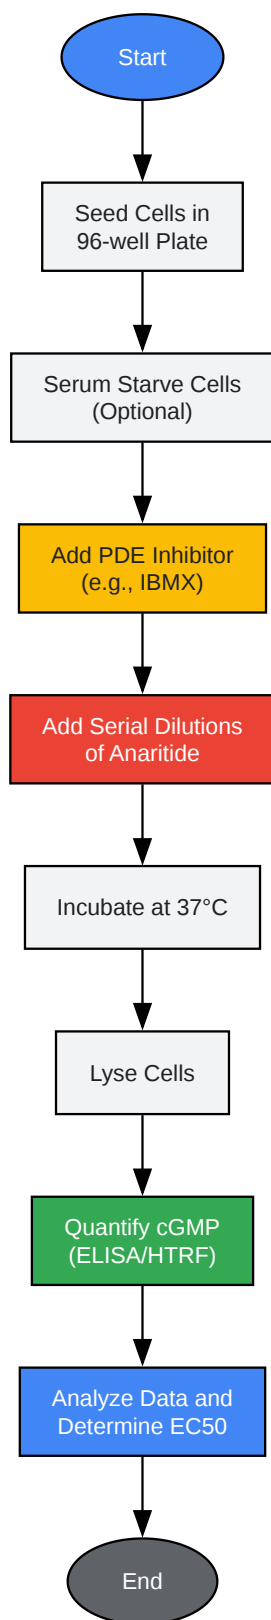 Start
Seed Cells in
96-well Plate
Serum Starve Cells
(Optional)
Add PDE Inhibitor
(e.g., IBMX)
Add Serial Dilutions
of Anaritide
Incubate at 37°C
Lyse Cells
Quantify cGMP
(ELISA/HTRF)
Analyze Data and
Determine EC50
End